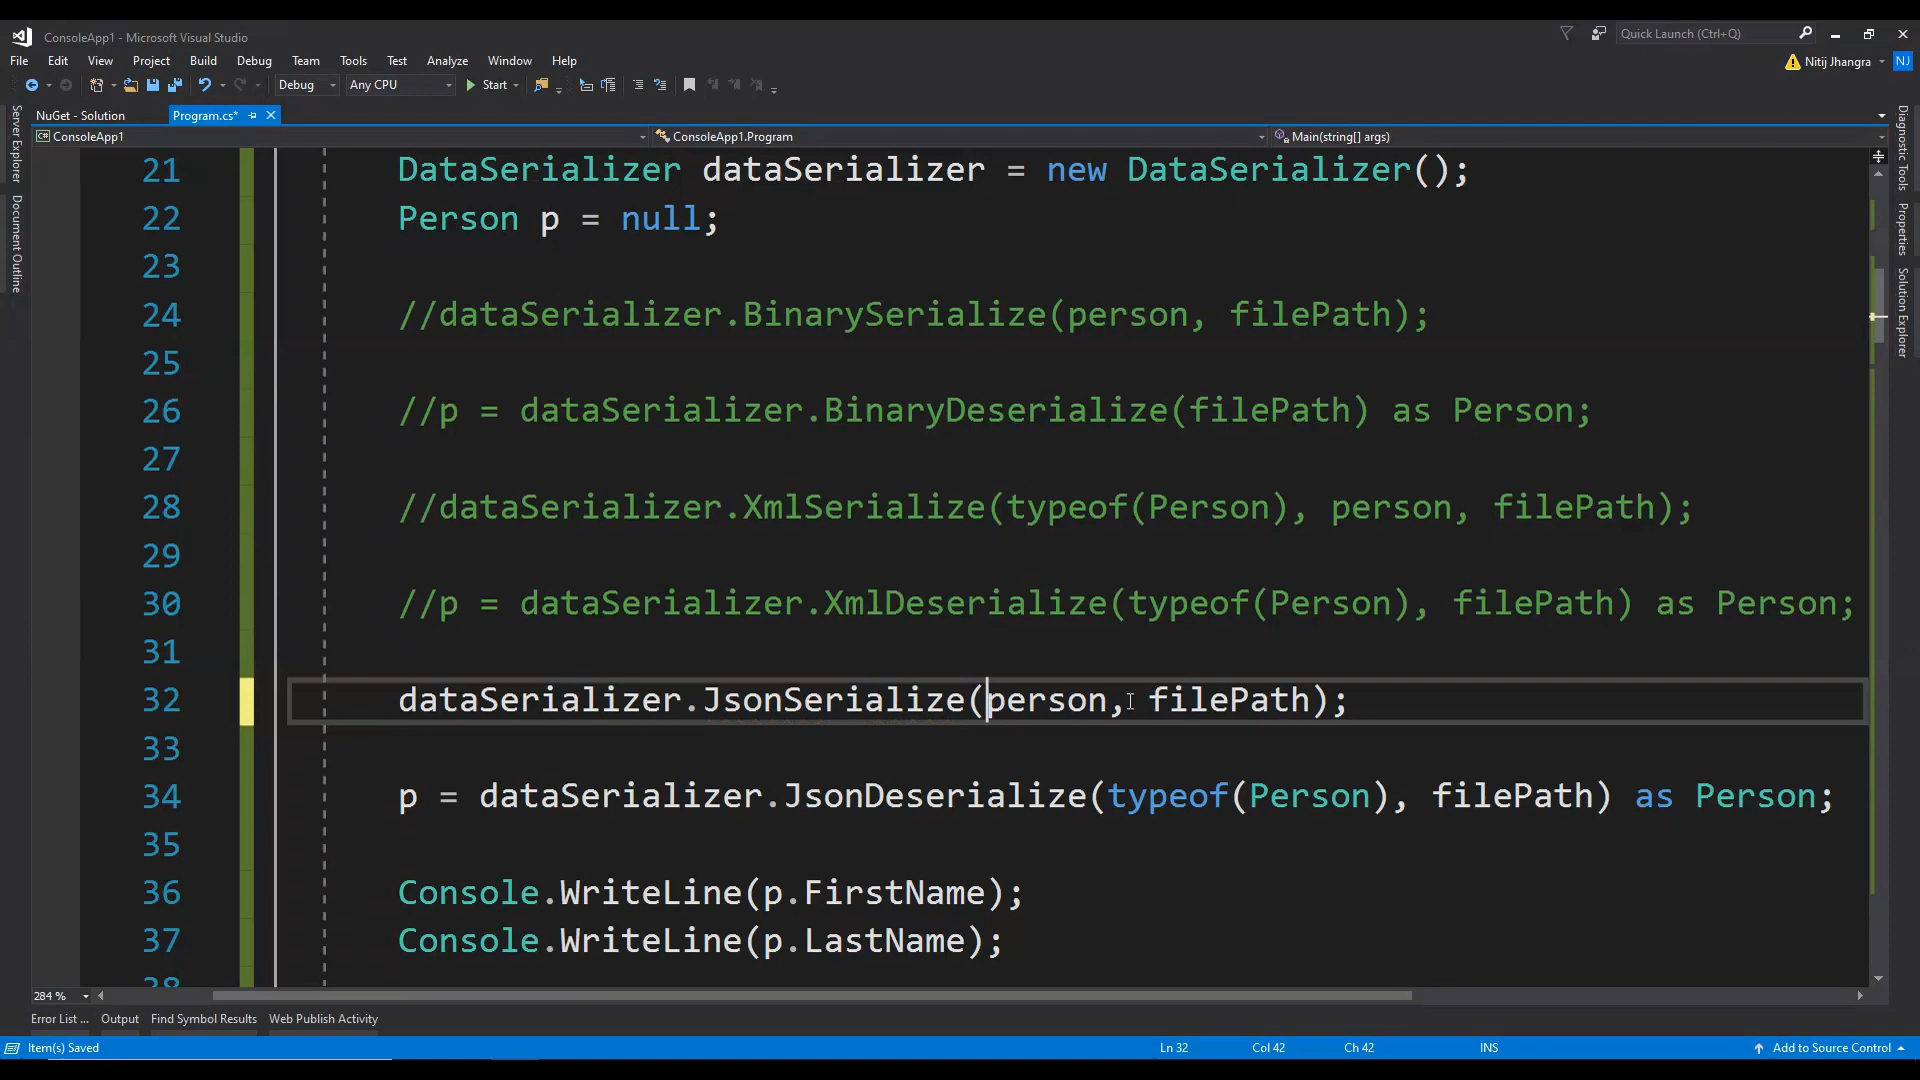 ConsoleApp1 - Microsoft Visual Studio
Quick Launch (Ctrl+Q)
File Edit View Project Build Debug Team Tools Test Analyze Window Help
Nitij Jhangra NJ
Debug Any CPU Start
NuGet - Solution Program.cs*
C# ConsoleApp1 ConsoleApp1.Program Main(string[] args)
Server Explorer
Document Outline
21 DataSerializer dataSerializer = new DataSerializer();
22 Person p = null;
23
24 //dataSerializer.BinarySerialize(person, filePath);
25
26 //p = dataSerializer.BinaryDeserialize(filePath) as Person;
27
28 //dataSerializer.XmlSerialize(typeof(Person), person, filePath);
29
30 //p = dataSerializer.XmlDeserialize(typeof(Person), filePath) as Person;
31
32 dataSerializer.JsonSerialize(person, filePath);
33
34 p = dataSerializer.JsonDeserialize(typeof(Person), filePath) as Person;
35
36 Console.WriteLine(p.FirstName);
37 Console.WriteLine(p.LastName);
38
Diagnostic Tools
Properties
Solution Explorer
284 %
Error List ... Output Find Symbol Results Web Publish Activity
Item(s) Saved Ln 32 Col 42 Ch 42 INS Add to Source Control